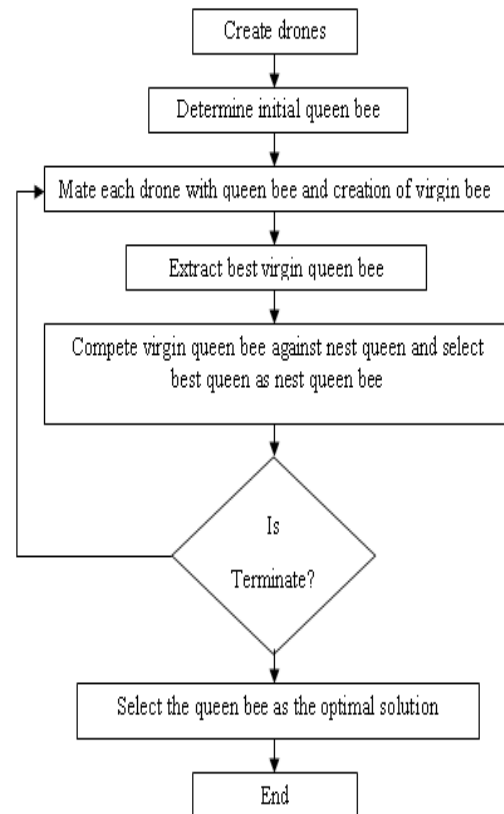 Create drones
Determine initial queen bee
Mate each drone with queen bee and creation of virgin bee
Extract best virgin queen bee
Compete virgin queen bee against nest queen and select
best queen as nest queen bee
Is
Terminate?
Select the queen bee as the optimal solution
End